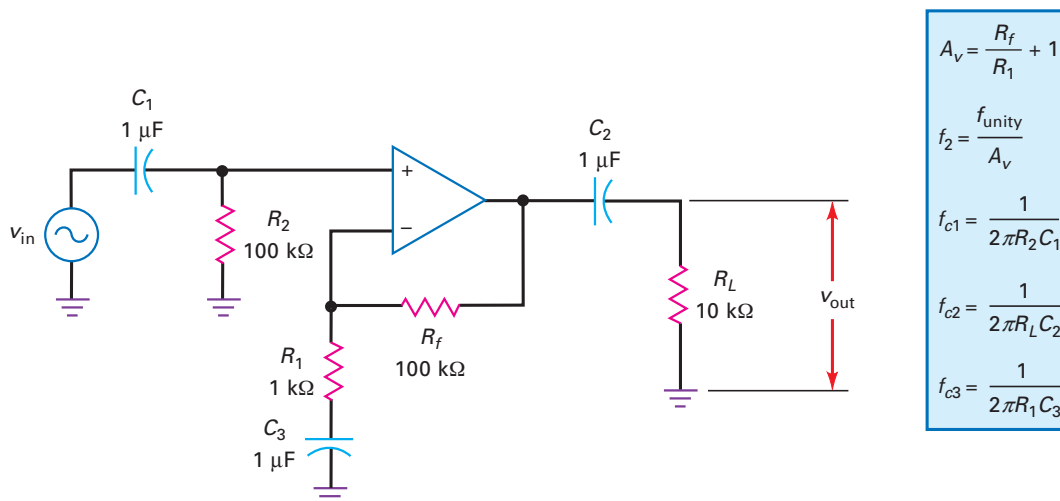 C1
1 μF
vin
R2
100 kΩ
+
−
R1
1 kΩ
C3
1 μF
Rf
100 kΩ
C2
1 μF
RL
10 kΩ
vout
Av = Rf / R1 + 1
f2 = funity / Av
fc1 = 1 / 2πR2C1
fc2 = 1 / 2πRLC2
fc3 = 1 / 2πR1C3